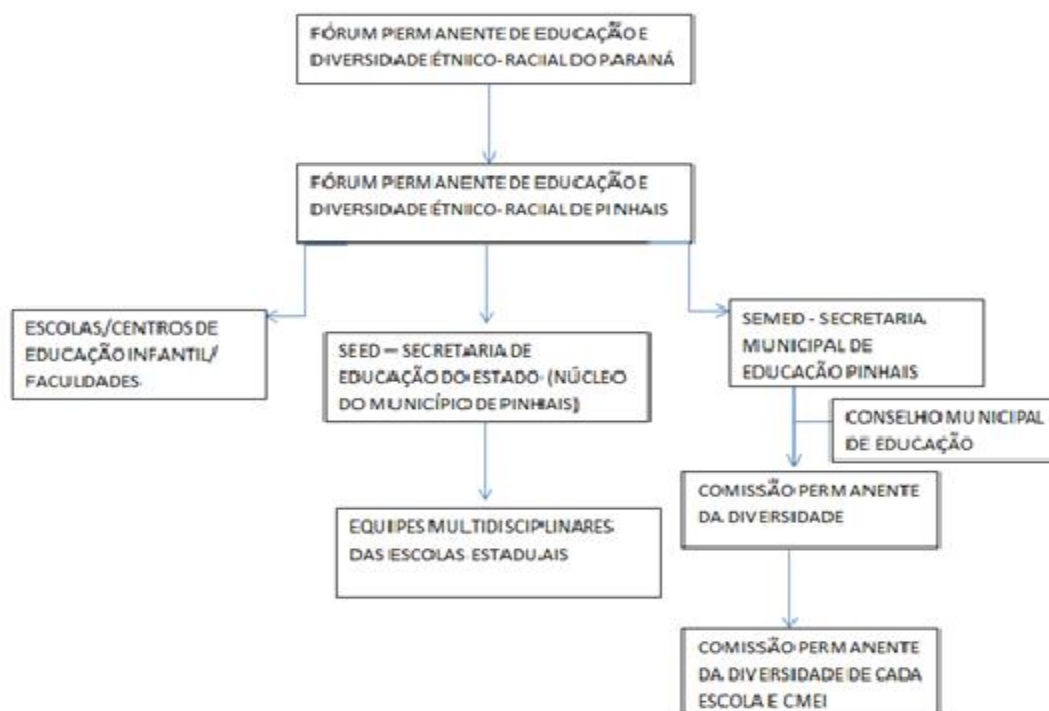 FÓRUM PERMANENTE DE EDUCAÇÃO E
DIVERSIDADE ÉTNICO-RACIAL DO PARANÁ
FÓRUM PERMANENTE DE EDUCAÇÃO E
DIVERSIDADE ÉTNICO-RACIAL DE PINHAIS
ESCOLAS/CENTROS DE
EDUCAÇÃO INFANTIL/
FACULDADES
SEED – SECRETARIA DE
EDUCAÇÃO DO ESTADO (NÚCLEO
DO MUNICÍPIO DE PINHAIS)
EQUIPES MULTIDISCIPLINARES
DAS ESCOLAS ESTADUAIS
SEMED - SECRETARIA
MUNICIPAL DE
EDUCAÇÃO PINHAIS
CONSELHO MUNICIPAL
DE EDUCAÇÃO
COMISSÃO PERMANENTE
DA DIVERSIDADE
COMISSÃO PERMANENTE
DA DIVERSIDADE DE CADA
ESCOLA E CMEI